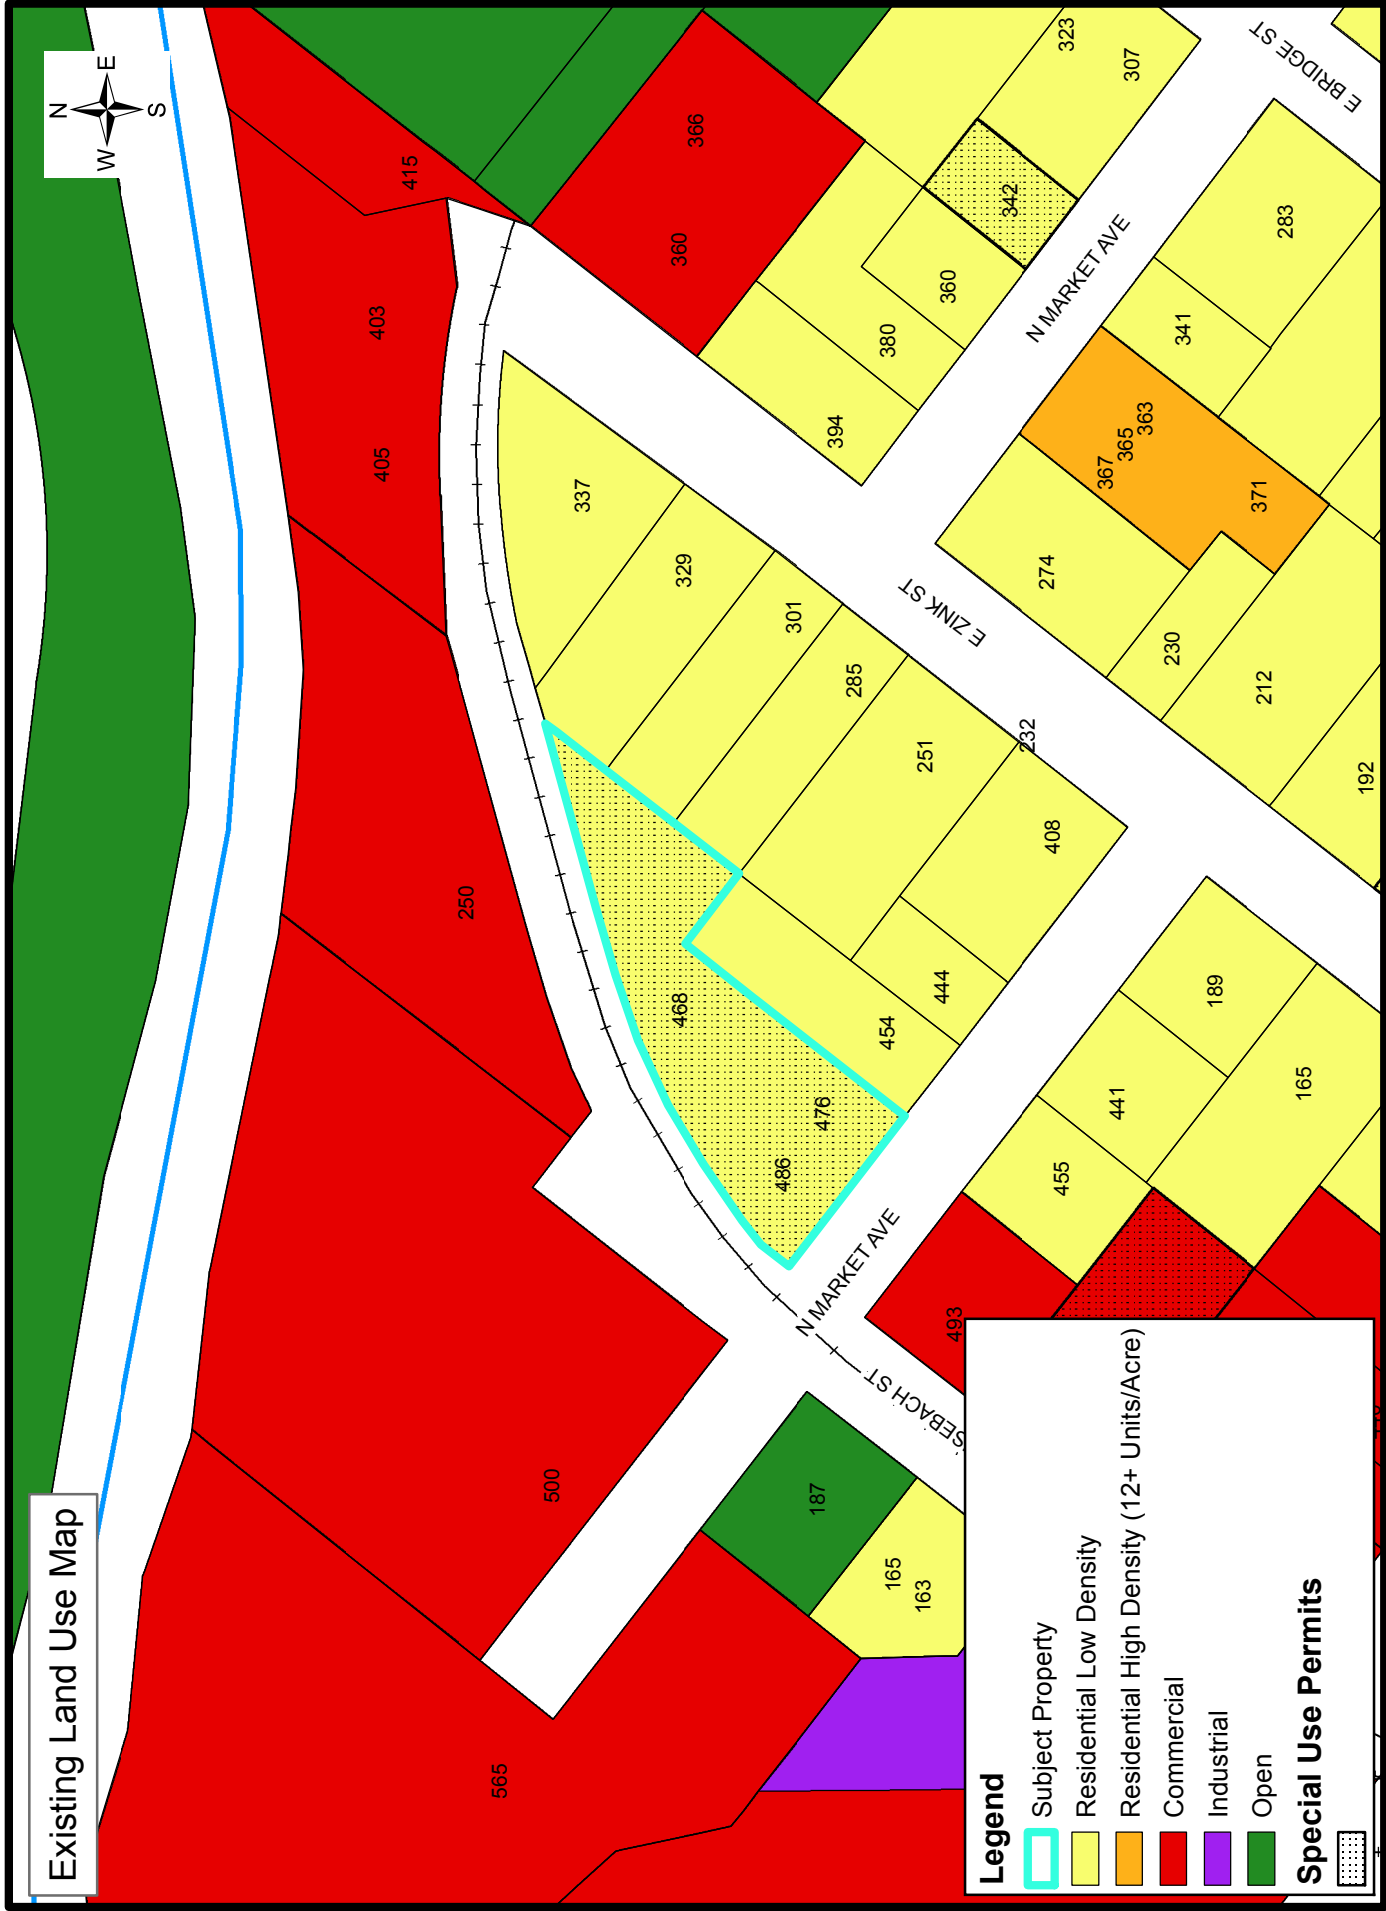 Existing Land Use Map
N
W
E
S
415
366
360
403
405
323
307
E BRIDGE ST
342
360
380
394
N MARKET AVE
283
341
363
365
367
371
337
329
301
285
251
232
408
E ZINK ST
274
230
212
192
250
468
476
486
454
444
189
441
455
165
N MARKET AVE
493
500
187
165
163
565
Legend
Subject Property
Residential Low Density
Residential High Density (12+ Units/Acre)
Commercial
Industrial
Open
Special Use Permits